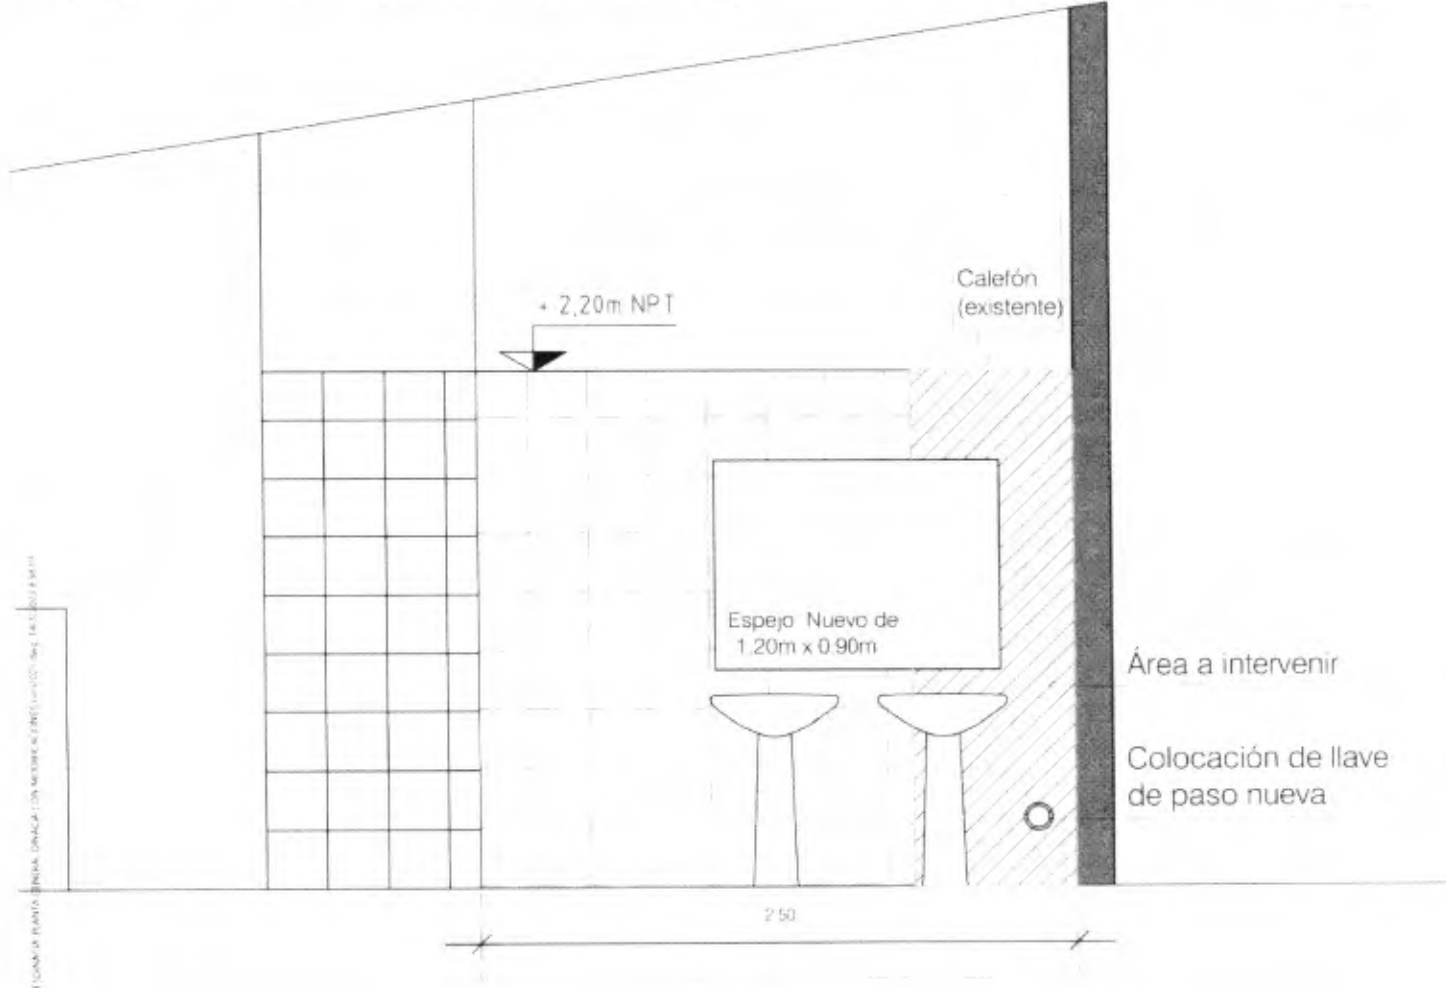 + 2,20m NPT
Calefón
(existente)
Espejo Nuevo de
1.20m x 0.90m
Área a intervenir
Colocación de llave
de paso nueva
2.50